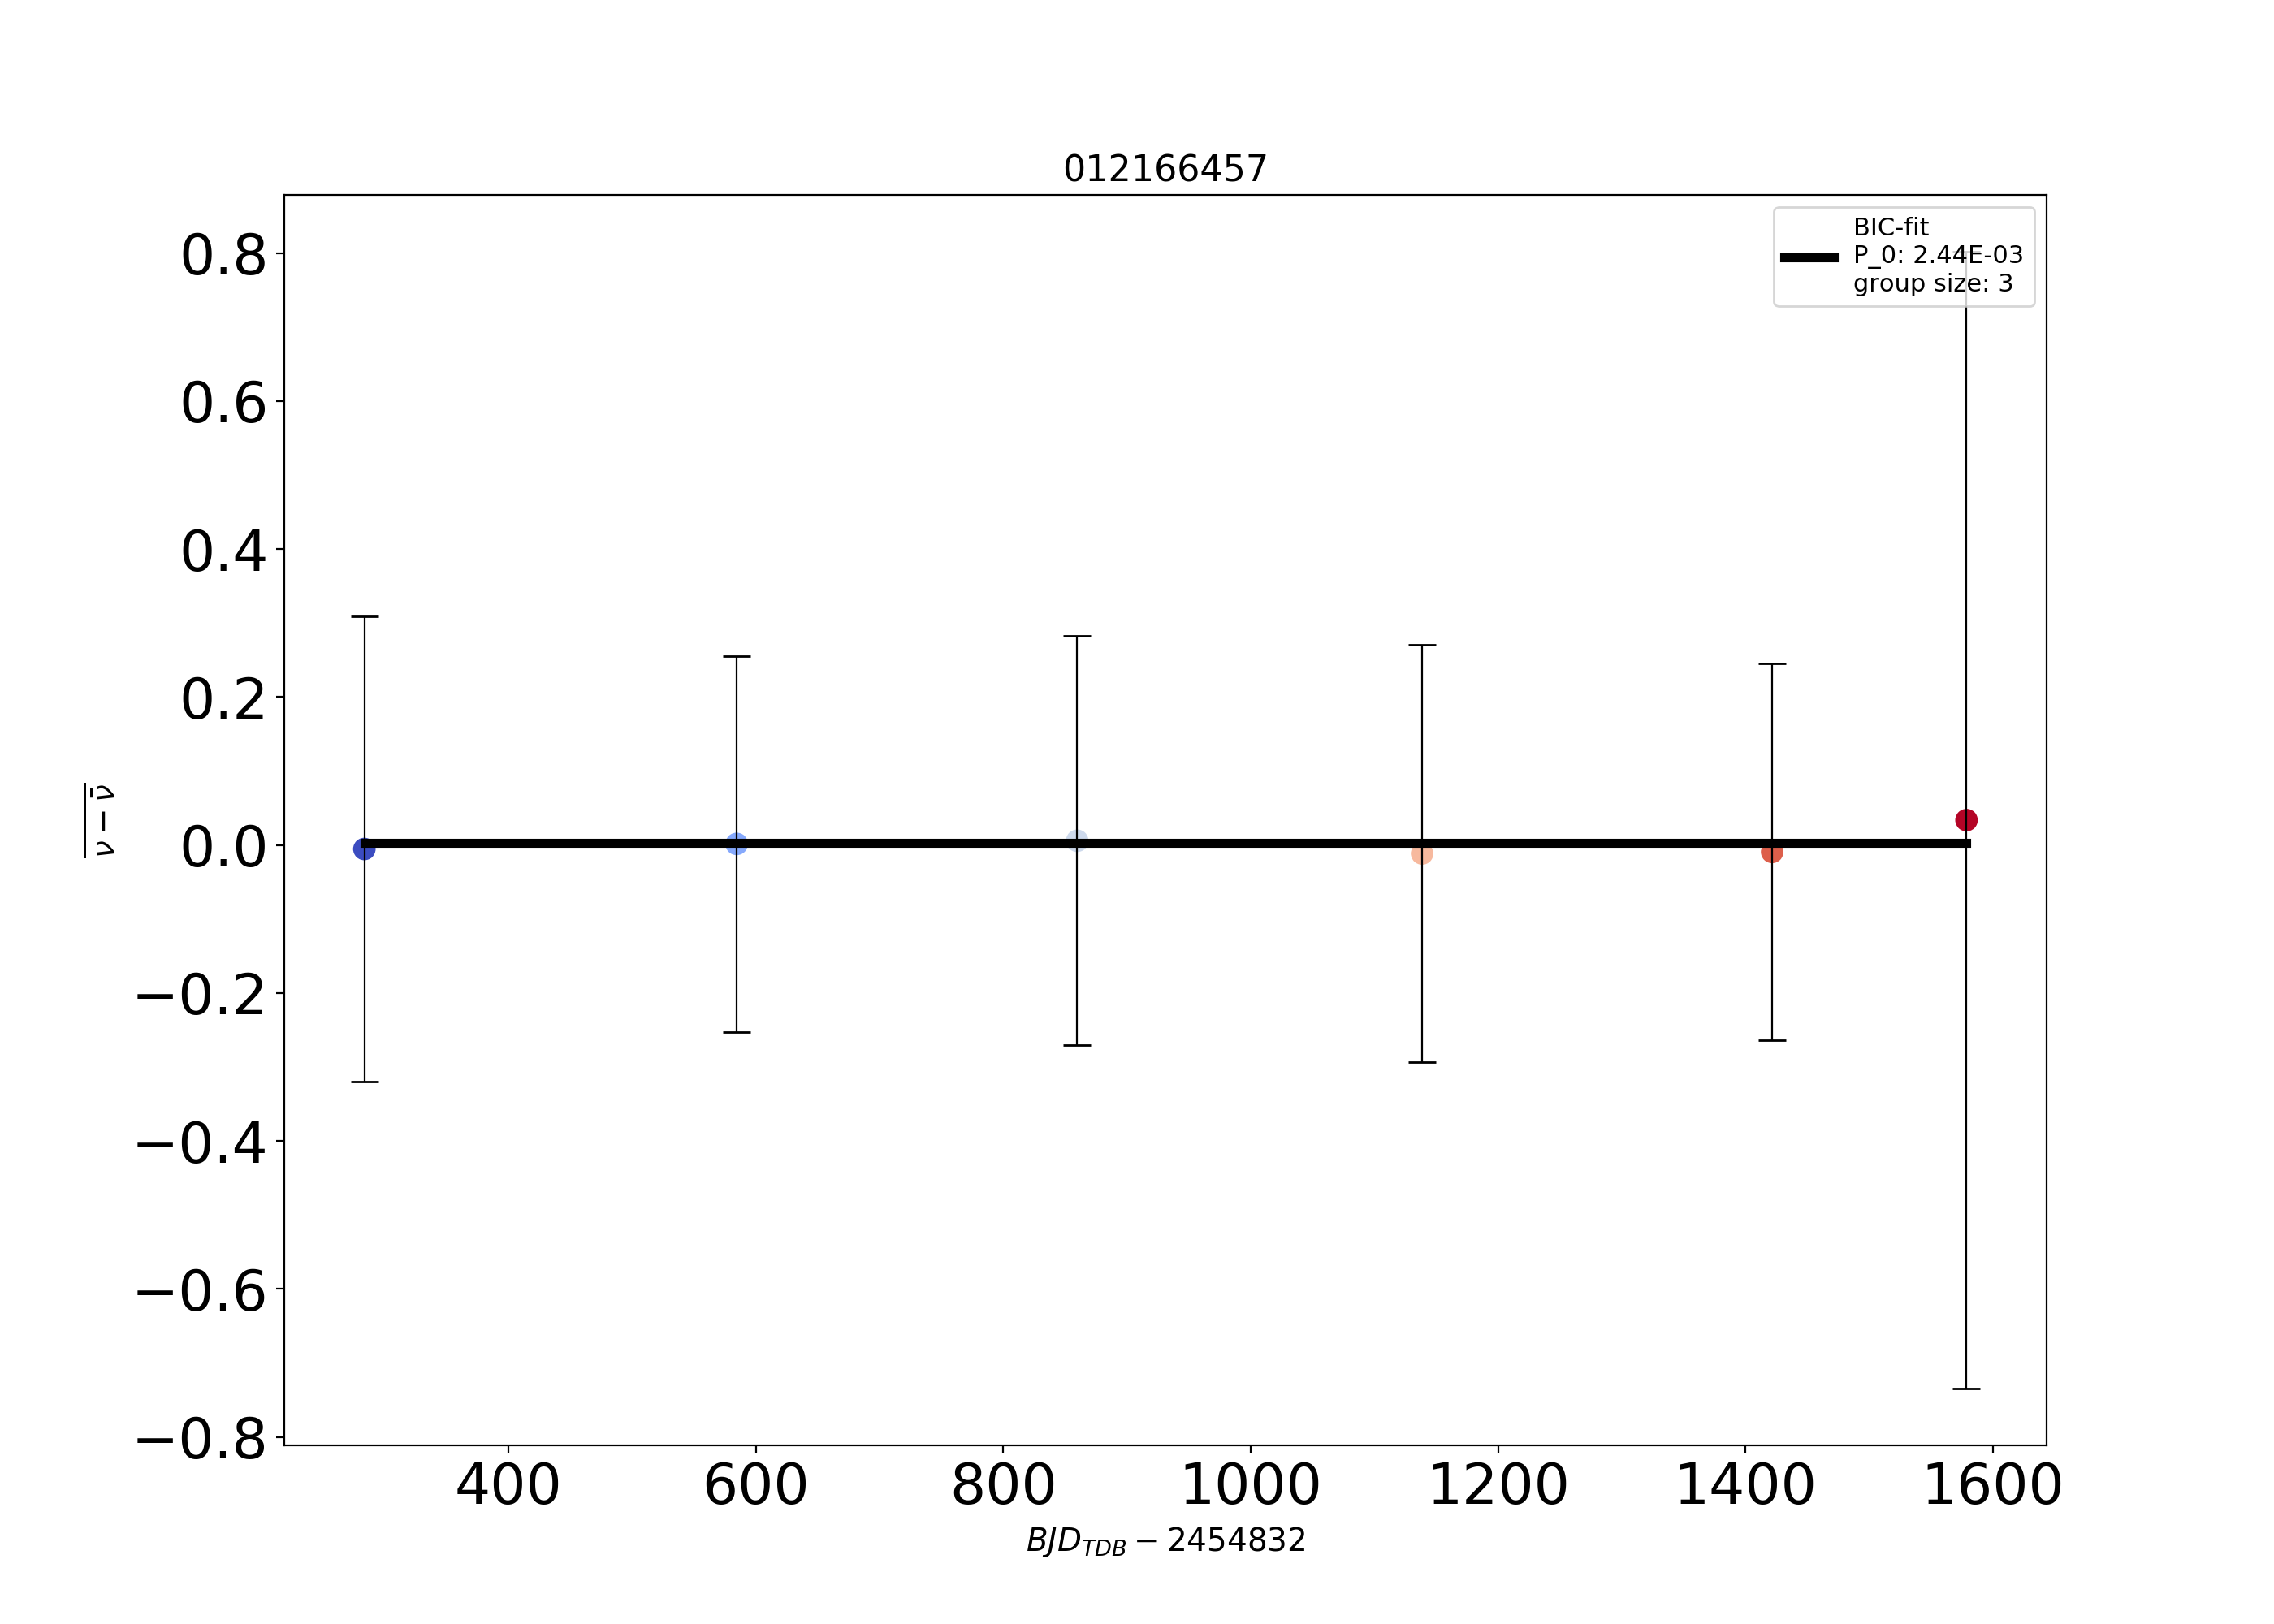 012166457
BIC-fit
P_0: 2.44E-03
group size: 3
0.8
0.6
0.4
0.2
0.0
−0.2
−0.4
−0.6
−0.8
ν − ν̄
400 600 800 1000 1200 1400 1600
BJD_TDB − 2454832